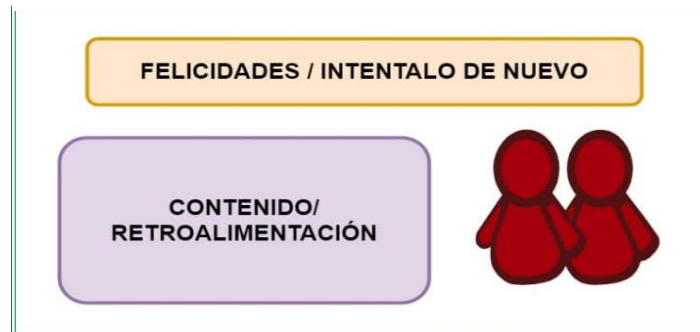 FELICIDADES / INTENTALO DE NUEVO
CONTENIDO/
RETROALIMENTACIÓN